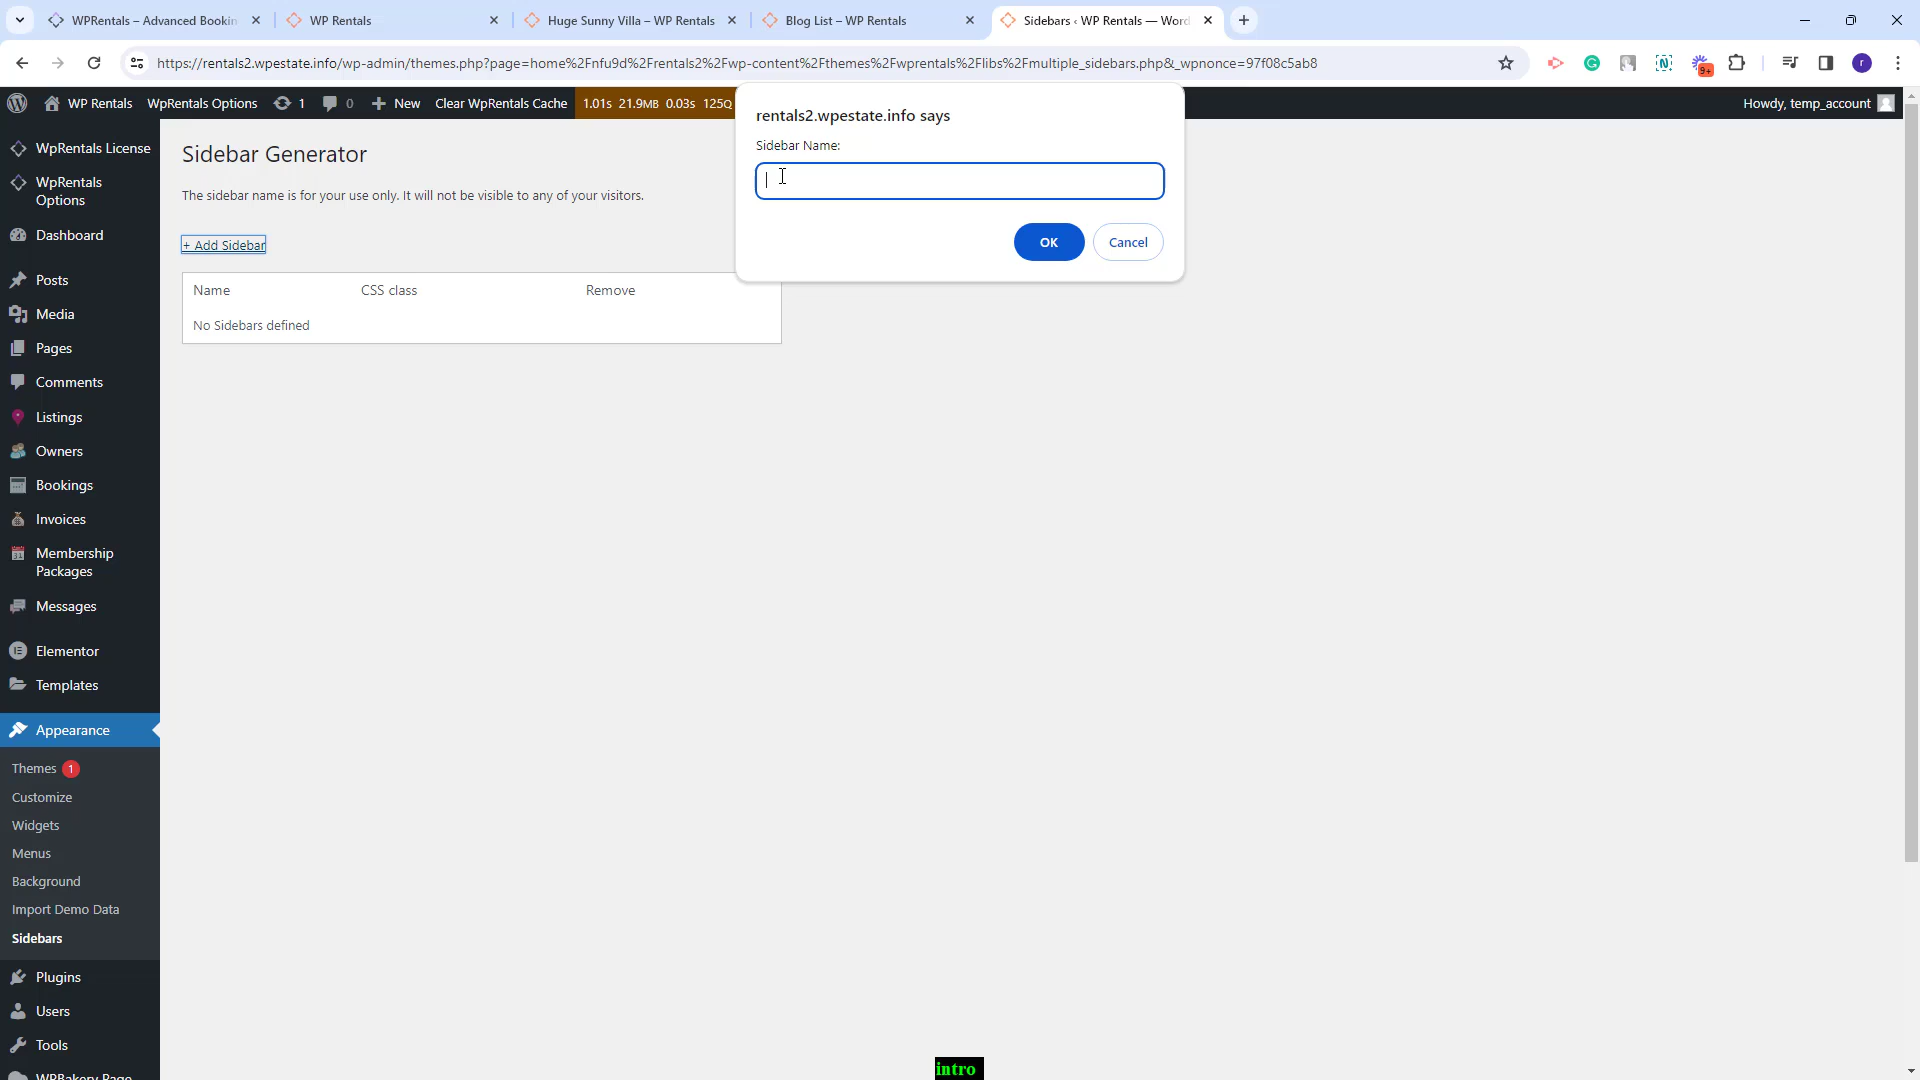 WPRentals – Advanced Bookin
WP Rentals
Huge Sunny Villa – WP Rentals
Blog List – WP Rentals
Sidebars ‹ WP Rentals — Word
https://rentals2.wpestate.info/wp-admin/themes.php?page=home%2Fnfu9d%2Frentals2%2Fwp-content%2Fthemes%2Fwprentals%2Flibs%2Fmultiple_sidebars.php&_wpnonce=97f08c5ab8
9+
r
WP Rentals
WpRentals Options
1
0
New
Clear WpRentals Cache
1.01s 21.9MB 0.03s 125Q
Howdy, temp_account
rentals2.wpestate.info says
Sidebar Name:
OK
Cancel
WpRentals License
WpRentals
Options
Dashboard
Posts
Media
Pages
Comments
Listings
Owners
Bookings
Invoices
Membership
Packages
Messages
Elementor
Templates
Appearance
Themes 1
Customize
Widgets
Menus
Background
Import Demo Data
Sidebars
Plugins
Users
Tools
WPBakery Page
Sidebar Generator
The sidebar name is for your use only. It will not be visible to any of your visitors.
+ Add Sidebar
Name CSS class Remove
No Sidebars defined
intro